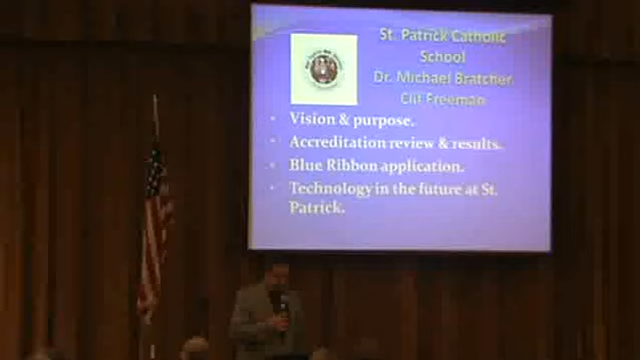 St. Patrick Catholic
School
Dr. Michael Bratcher
Clif Freeman
• Vision & purpose.
• Accreditation review & results.
• Blue Ribbon application.
• Technology in the future at St.
Patrick.